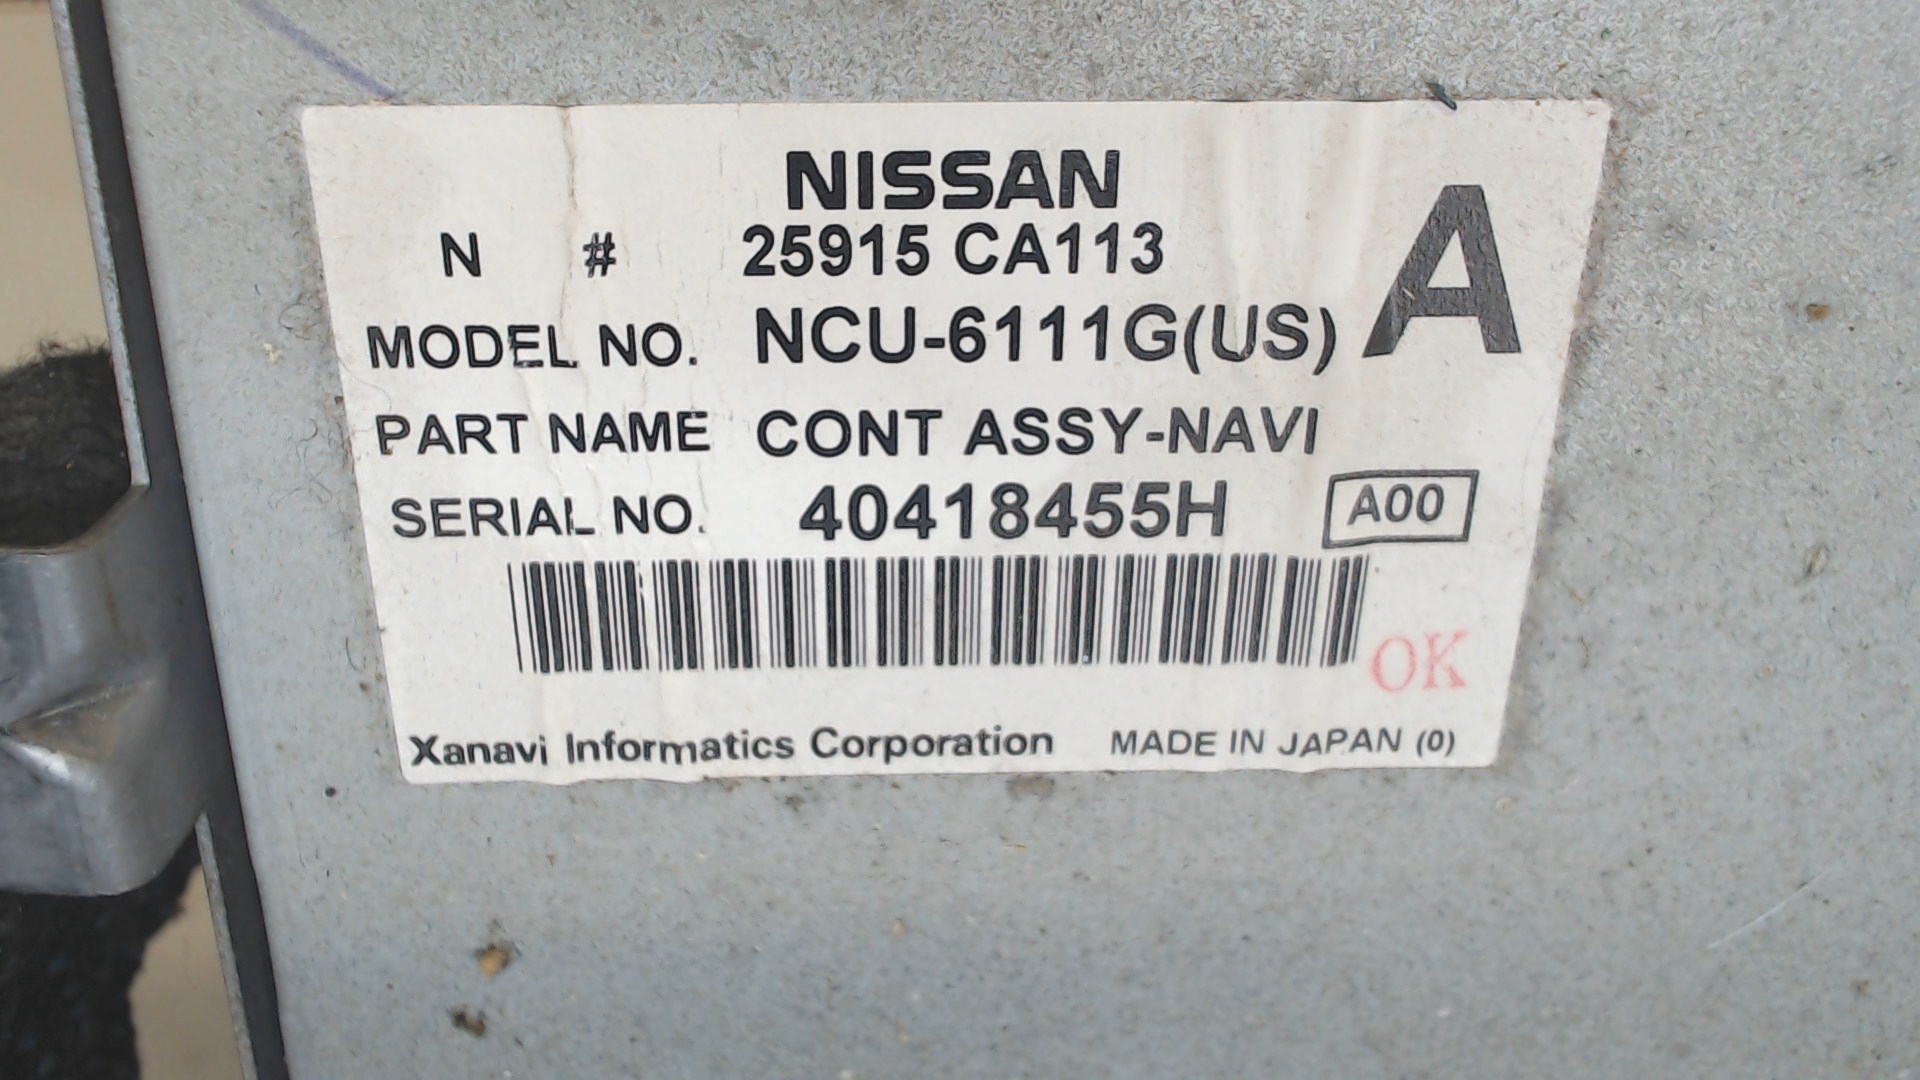 NISSAN
N # 25915 CA113
A
MODEL NO. NCU-6111G(US)
PART NAME CONT ASSY-NAVI
SERIAL NO. 40418455H A00
OK
Xanavi Informatics Corporation MADE IN JAPAN (0)